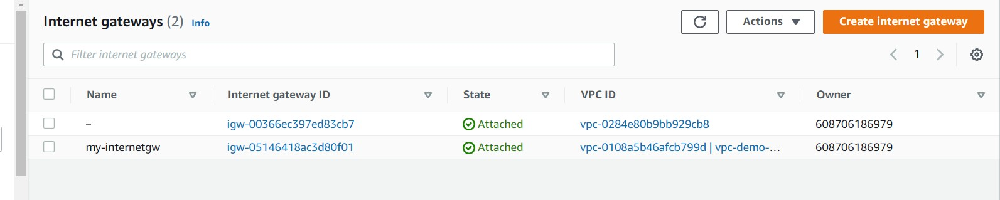 Internet gateways (2) Info
Actions
Create internet gateway
Filter internet gateways
1
Name Internet gateway ID State VPC ID Owner
– igw-00366ec397ed83cb7 Attached vpc-0284e80b9bb929cb8 608706186979
my-internetgw igw-05146418ac3d80f01 Attached vpc-0108a5b46afcb799d | vpc-demo-… 608706186979